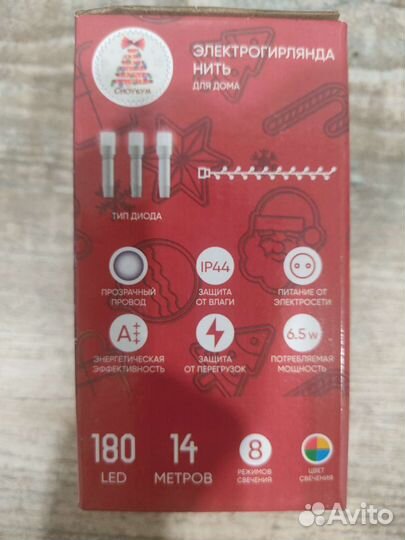 СНОУБУМ
ЭЛЕКТРОГИРЛЯНДА
НИТЬ
ДЛЯ ДОМА
ТИП ДИОДА
IP44
ПРОЗРАЧНЫЙ
ПРОВОД
ЗАЩИТА
ОТ ВЛАГИ
ПИТАНИЕ ОТ
ЭЛЕКТРОСЕТИ
A‡
6.5 w
ЭНЕРГЕТИЧЕСКАЯ
ЭФФЕКТИВНОСТЬ
ЗАЩИТА
ОТ ПЕРЕГРУЗОК
ПОТРЕБЛЯЕМАЯ
МОЩНОСТЬ
180
LED
14
МЕТРОВ
8
РЕЖИМОВ
СВЕЧЕНИЯ
ЦВЕТ
СВЕЧЕНИЯ
Avito